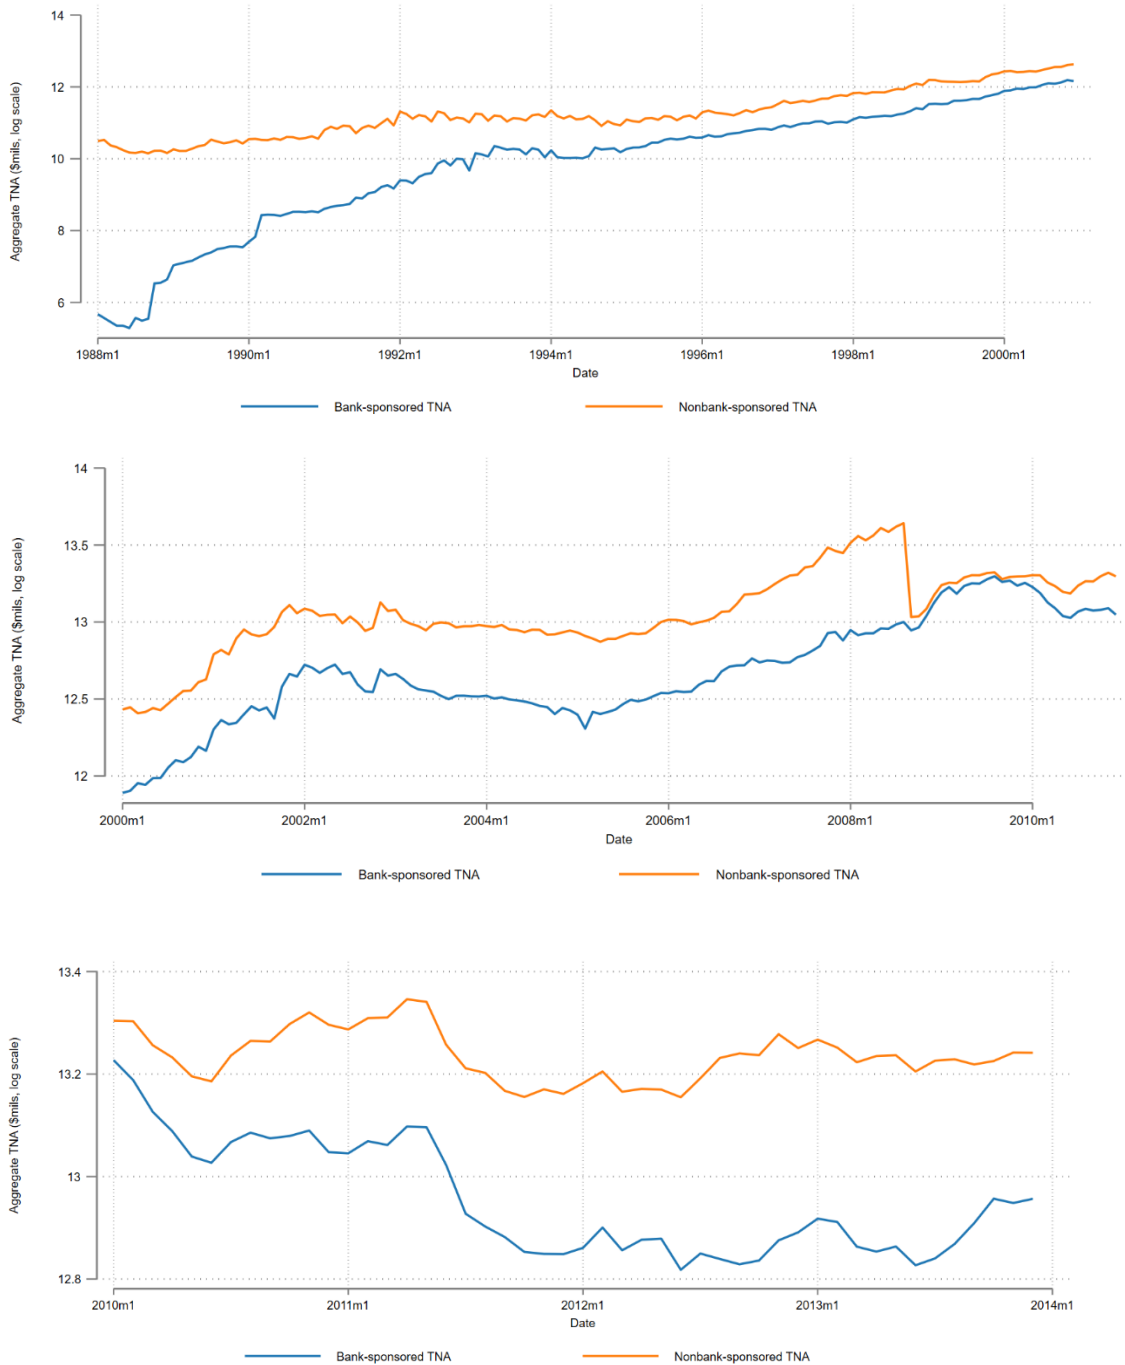 14
12
10
8
6
Aggregate TNA ($mils, log scale)
1988m1 1990m1 1992m1 1994m1 1996m1 1998m1 2000m1
Date
Bank-sponsored TNA Nonbank-sponsored TNA
14
13.5
13
12.5
12
Aggregate TNA ($mils, log scale)
2000m1 2002m1 2004m1 2006m1 2008m1 2010m1
Date
Bank-sponsored TNA Nonbank-sponsored TNA
13.4
13.2
13
12.8
Aggregate TNA ($mils, log scale)
2010m1 2011m1 2012m1 2013m1 2014m1
Date
Bank-sponsored TNA Nonbank-sponsored TNA